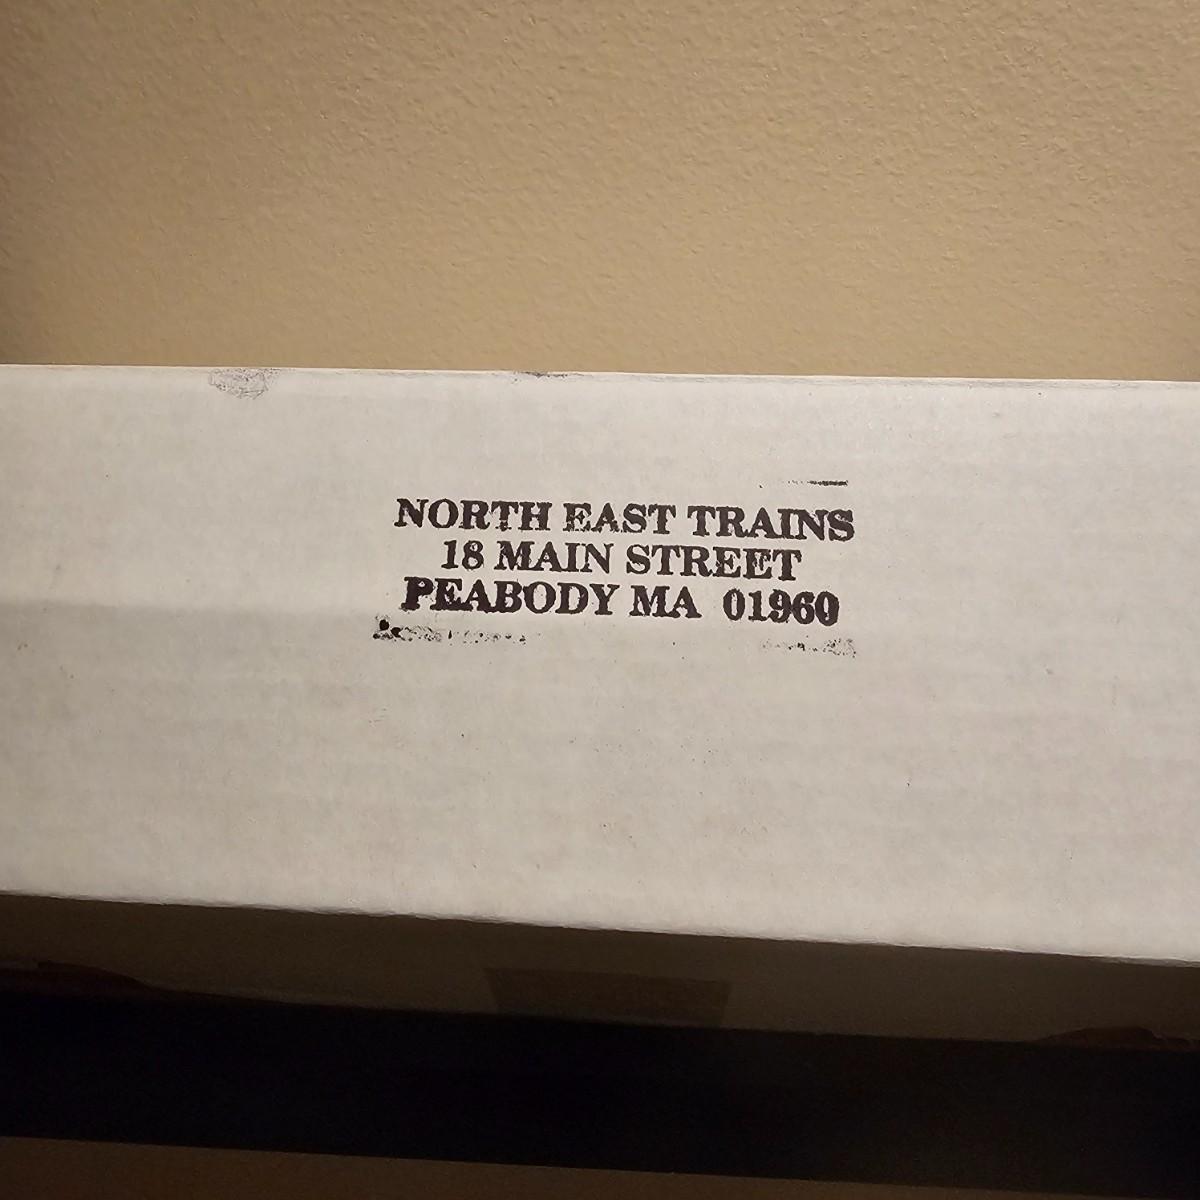 NORTH EAST TRAINS
18 MAIN STREET
PEABODY MA 01960